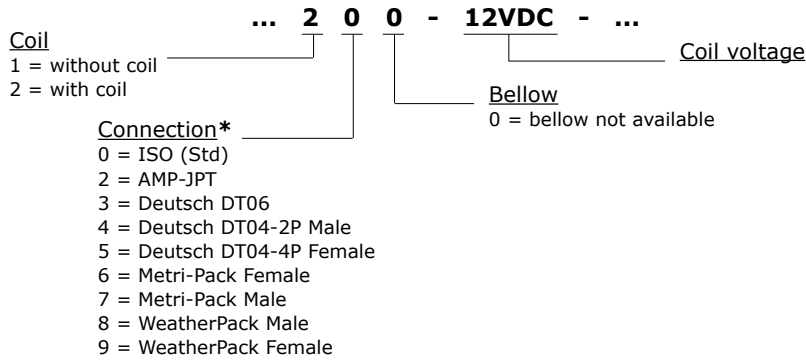 ... 2 0 0 - 12VDC - ...
Coil
1 = without coil
2 = with coil
Coil voltage
Bellow
0 = bellow not available
Connection*
0 = ISO (Std)
2 = AMP-JPT
3 = Deutsch DT06
4 = Deutsch DT04-2P Male
5 = Deutsch DT04-4P Female
6 = Metri-Pack Female
7 = Metri-Pack Male
8 = WeatherPack Male
9 = WeatherPack Female